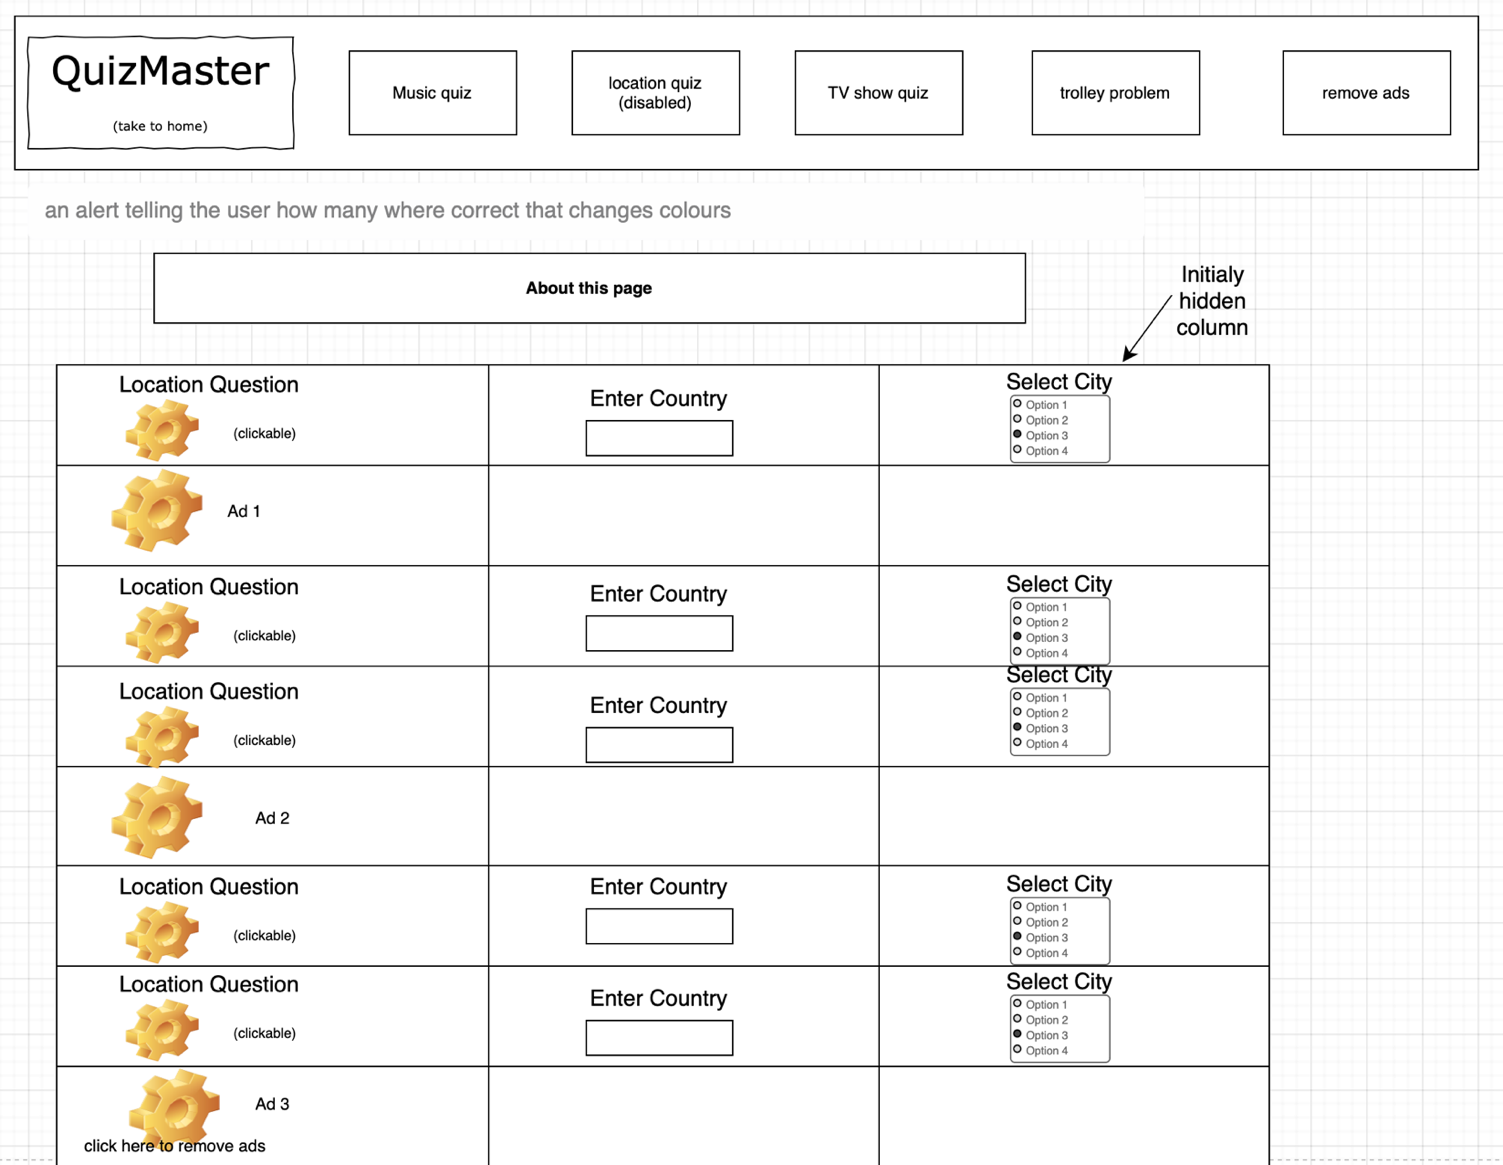 QuizMaster
(take to home)
Music quiz
location quiz
(disabled)
TV show quiz
trolley problem
remove ads
an alert telling the user how many where correct that changes colours
About this page
Initialy
hidden
column
Location Question
(clickable)
Enter Country
Select City
Option 1
Option 2
Option 3
Option 4
Ad 1
Location Question
(clickable)
Enter Country
Select City
Option 1
Option 2
Option 3
Option 4
Location Question
(clickable)
Enter Country
Select City
Option 1
Option 2
Option 3
Option 4
Ad 2
Location Question
(clickable)
Enter Country
Select City
Option 1
Option 2
Option 3
Option 4
Location Question
(clickable)
Enter Country
Select City
Option 1
Option 2
Option 3
Option 4
Ad 3
click here to remove ads